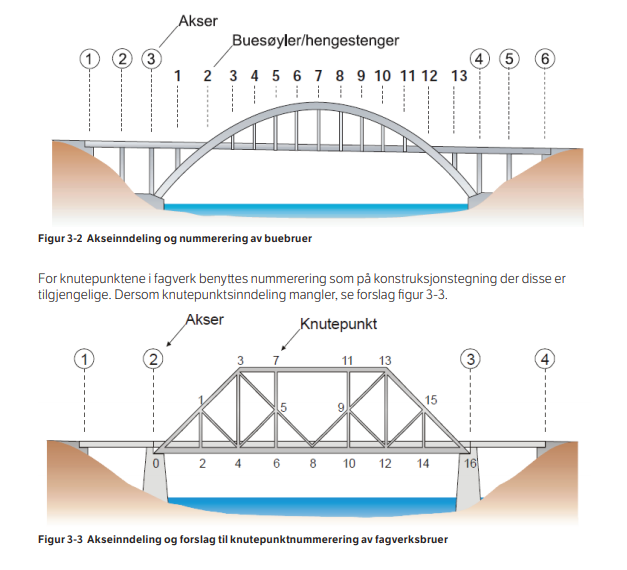 Akser
Buesøyler/hengestenger
1 2 3 4 5 6
1 2 3 4 5 6 7 8 9 10 11 12 13
Figur 3-2 Akseinndeling og nummerering av buebruer
For knutepunktene i fagverk benyttes nummerering som på konstruksjonstegning der disse er
tilgjengelige. Dersom knutepunktsinndeling mangler, se forslag figur 3-3.
Akser
Knutepunkt
1 2 3 4
3 7 11 13
1 5 9 15
0 2 4 6 8 10 12 14 16
Figur 3-3 Akseinndeling og forslag til knutepunktnummerering av fagverksbruer